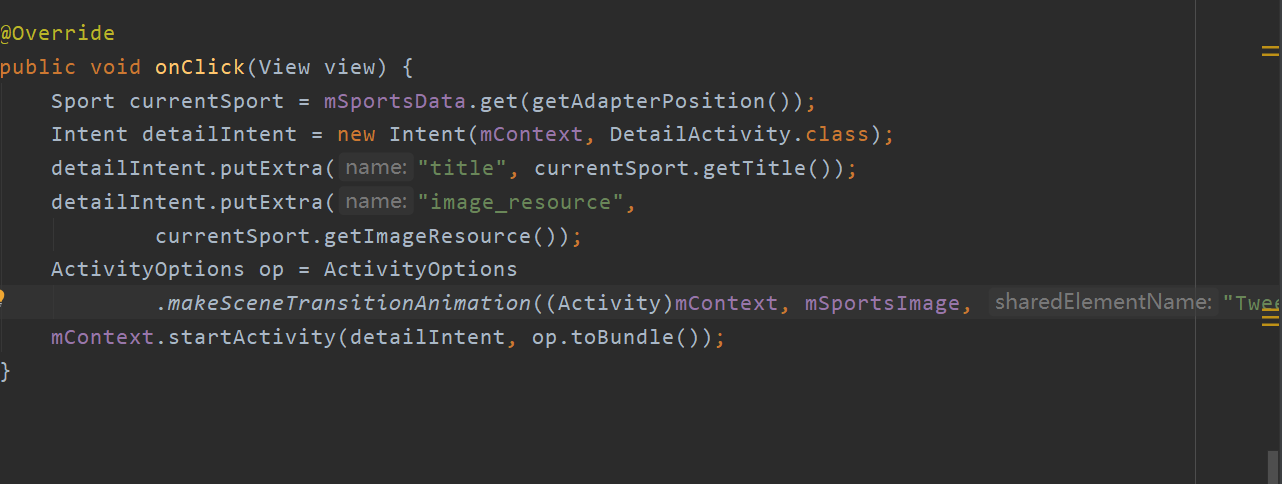 @Override
public void onClick(View view) {
Sport currentSport = mSportsData.get(getAdapterPosition());
Intent detailIntent = new Intent(mContext, DetailActivity.class);
detailIntent.putExtra( name: "title", currentSport.getTitle());
detailIntent.putExtra( name: "image_resource",
currentSport.getImageResource());
ActivityOptions op = ActivityOptions
.makeSceneTransitionAnimation((Activity)mContext, mSportsImage, sharedElementName:
mContext.startActivity(detailIntent, op.toBundle());
}